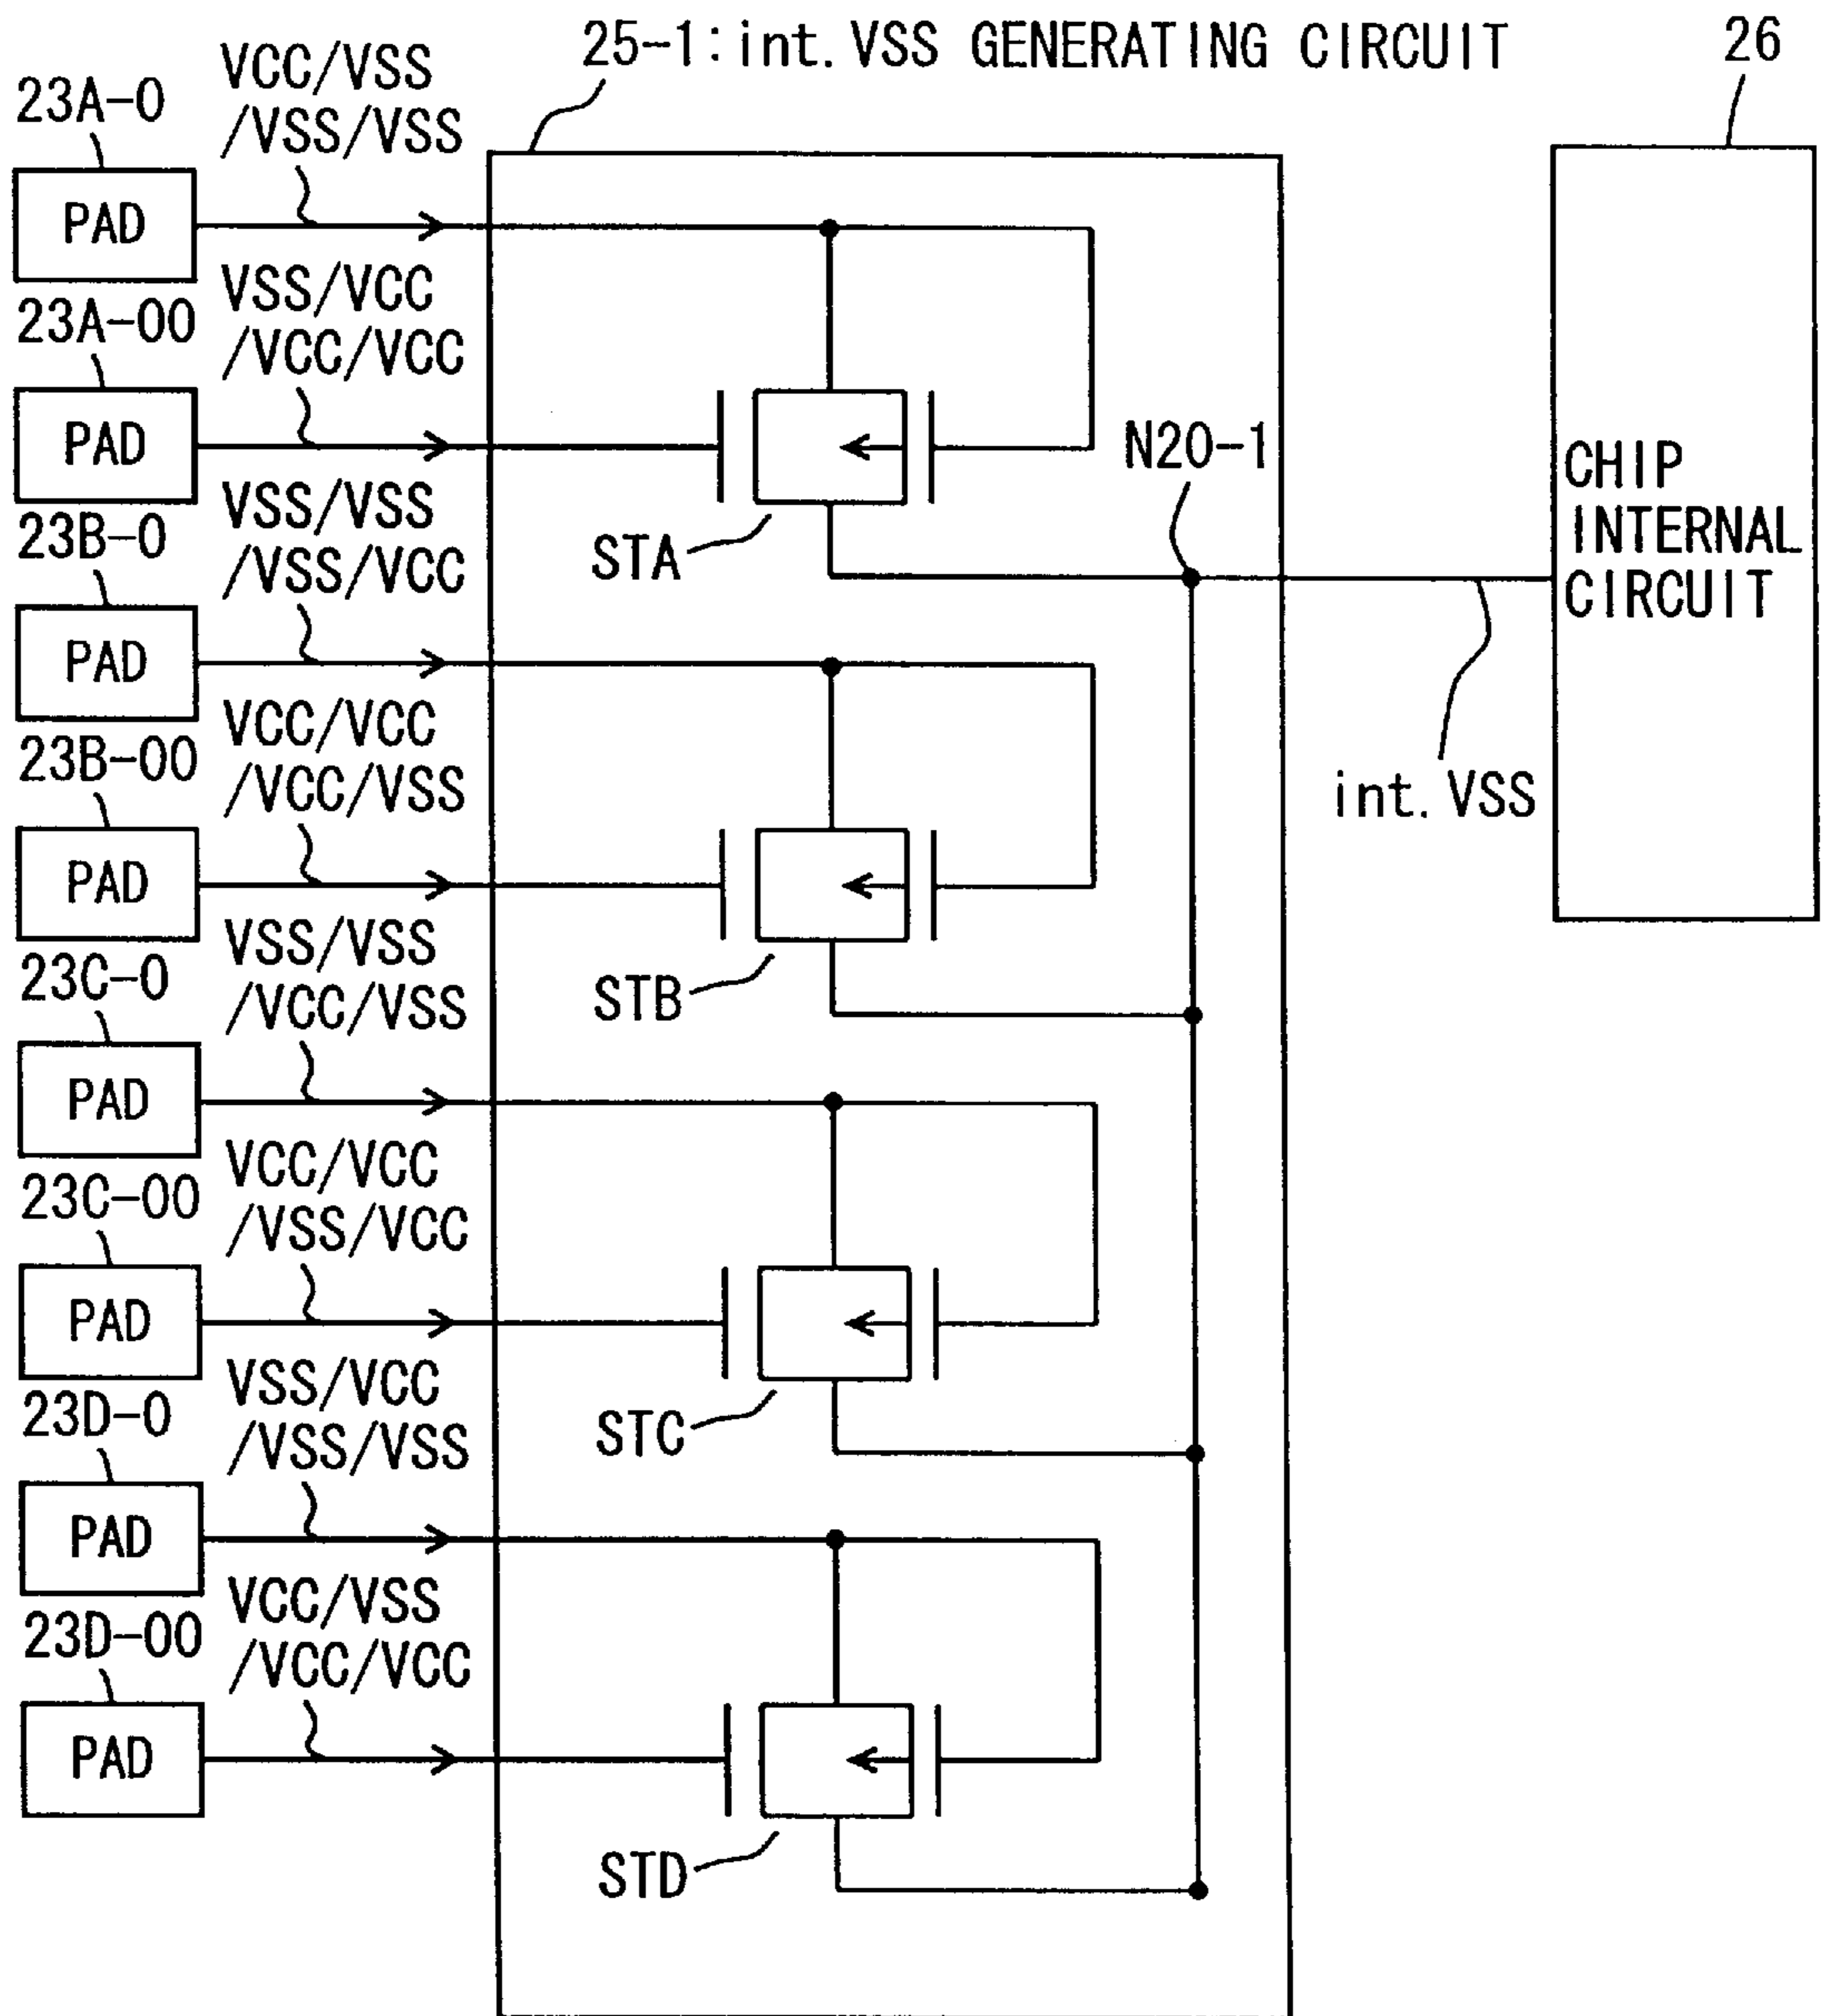 25-1:int.VSS GENERATING CIRCUIT
26
23A-0
VCC/VSS
/VSS/VSS
PAD
23A-00
VSS/VCC
/VCC/VCC
PAD
23B-0
VSS/VSS
/VSS/VCC
PAD
23B-00
VCC/VCC
/VCC/VSS
PAD
23C-0
VSS/VSS
/VCC/VSS
PAD
23C-00
VCC/VCC
/VSS/VCC
PAD
23D-0
VSS/VCC
/VSS/VSS
PAD
23D-00
VCC/VSS
/VCC/VCC
PAD
STA
STB
STC
STD
N20-1
int.VSS
CHIP
INTERNAL
CIRCUIT